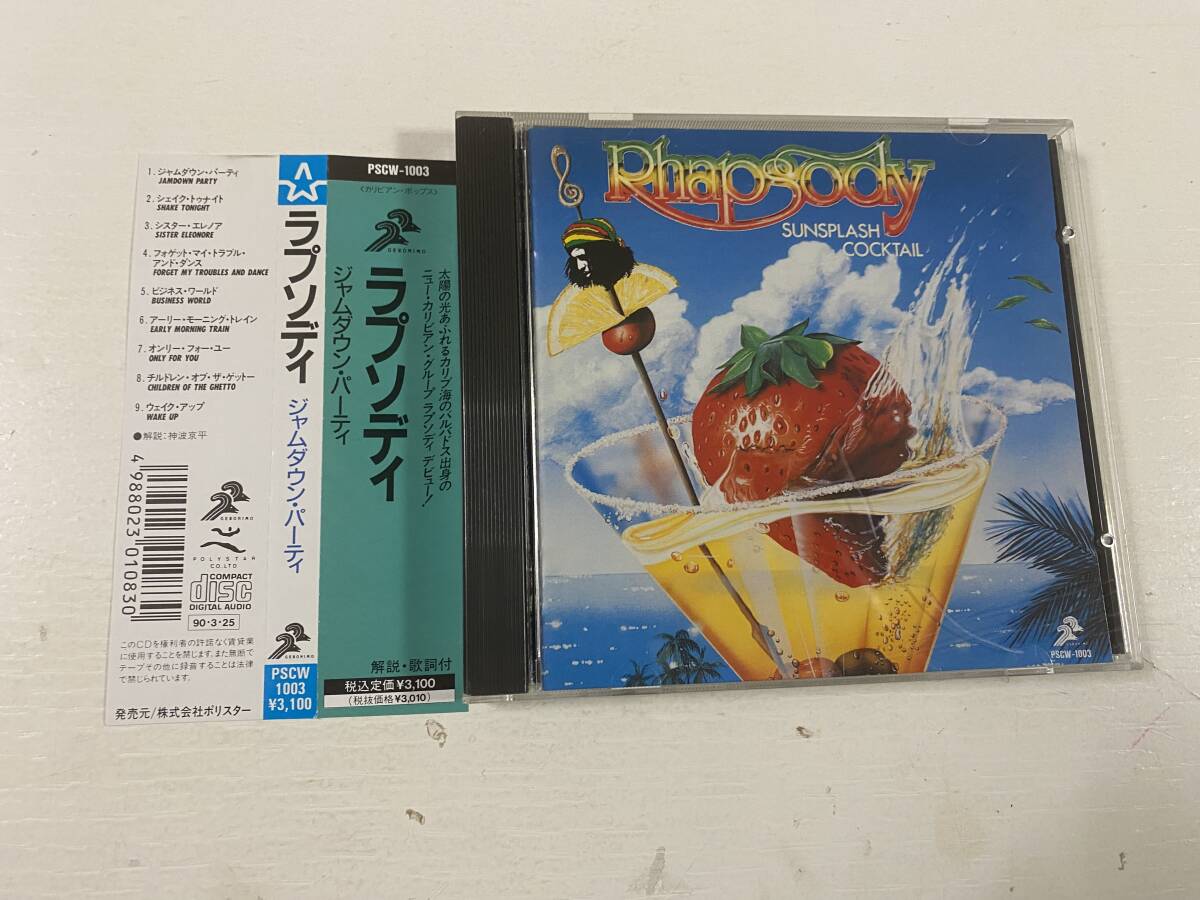 1. ジャムダウン・パーティ
JAMDOWN PARTY
2. シェイク・トゥナイト
SHAKE TONIGHT
3. シスター・エレノア
SISTER ELEONORE
4. フォゲット・マイ・トラブル・
アンド・ダンス
FORGET MY TROUBLES AND DANCE
5. ビジネス・ワールド
BUSINESS WORLD
6. アーリー・モーニング・トレイン
EARLY MORNING TRAIN
7. オンリー・フォー・ユー
ONLY FOR YOU
8. チルドレン・オブ・ザ・ゲットー
CHILDREN OF THE GHETTO
9. ウェイク・アップ
WAKE UP
●解説:神波京平
4988023010830
GERONIMO
POLYSTAR
CO.LTD
COMPACT
disc
DIGITAL AUDIO
90・3・25
このCDを権利者の許諾なく賃貸業
に使用することを禁じます。また無断で
テープその他に録音することは法律
で禁じられています。
発売元/株式会社ポリスター
ラプソディ
ジャムダウン・パーティ
GERONIMO
PSCW
1003
¥3,100
PSCW-1003
〈カリビアン・ポップス〉
GERONIMO
ラプソディ
ジャムダウン・パーティ
太陽の光あふれるカリブ海のバルバドス出身の
ニュー・カリビアン・グループ ラプソディ デビュー!
解説・歌詞付
税込定価¥3,100
(税抜価格¥3,010)
Rhapsody
SUNSPLASH
COCKTAIL
PSCW-1003